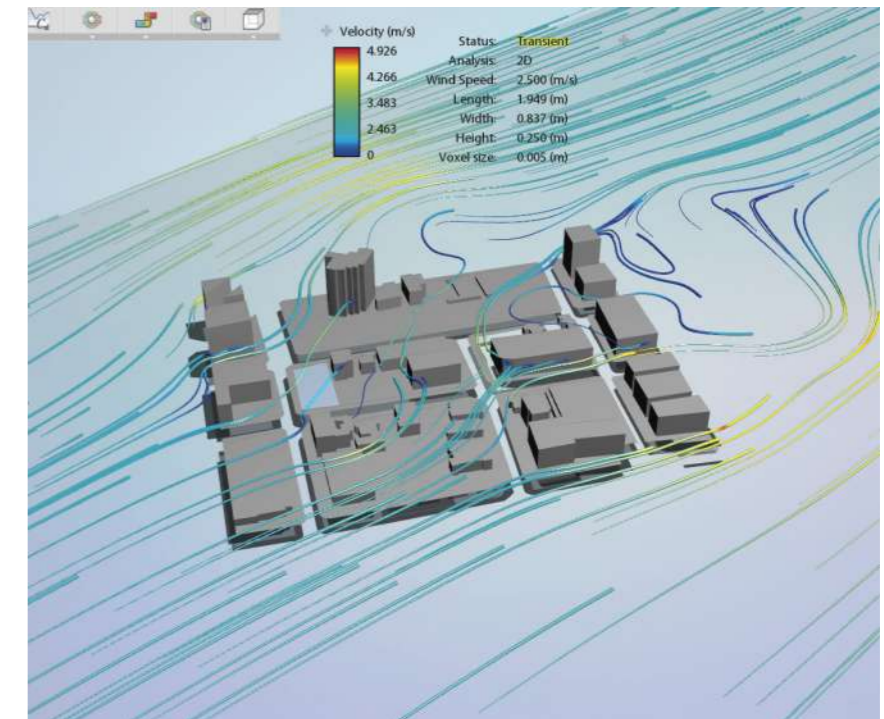 Velocity (m/s)
4.926
4.266
3.483
2.463
0
Status: Transient
Analysis: 2D
Wind Speed: 2.500 (m/s)
Length: 1.949 (m)
Width: 0.837 (m)
Height: 0.250 (m)
Voxel size: 0.005 (m)